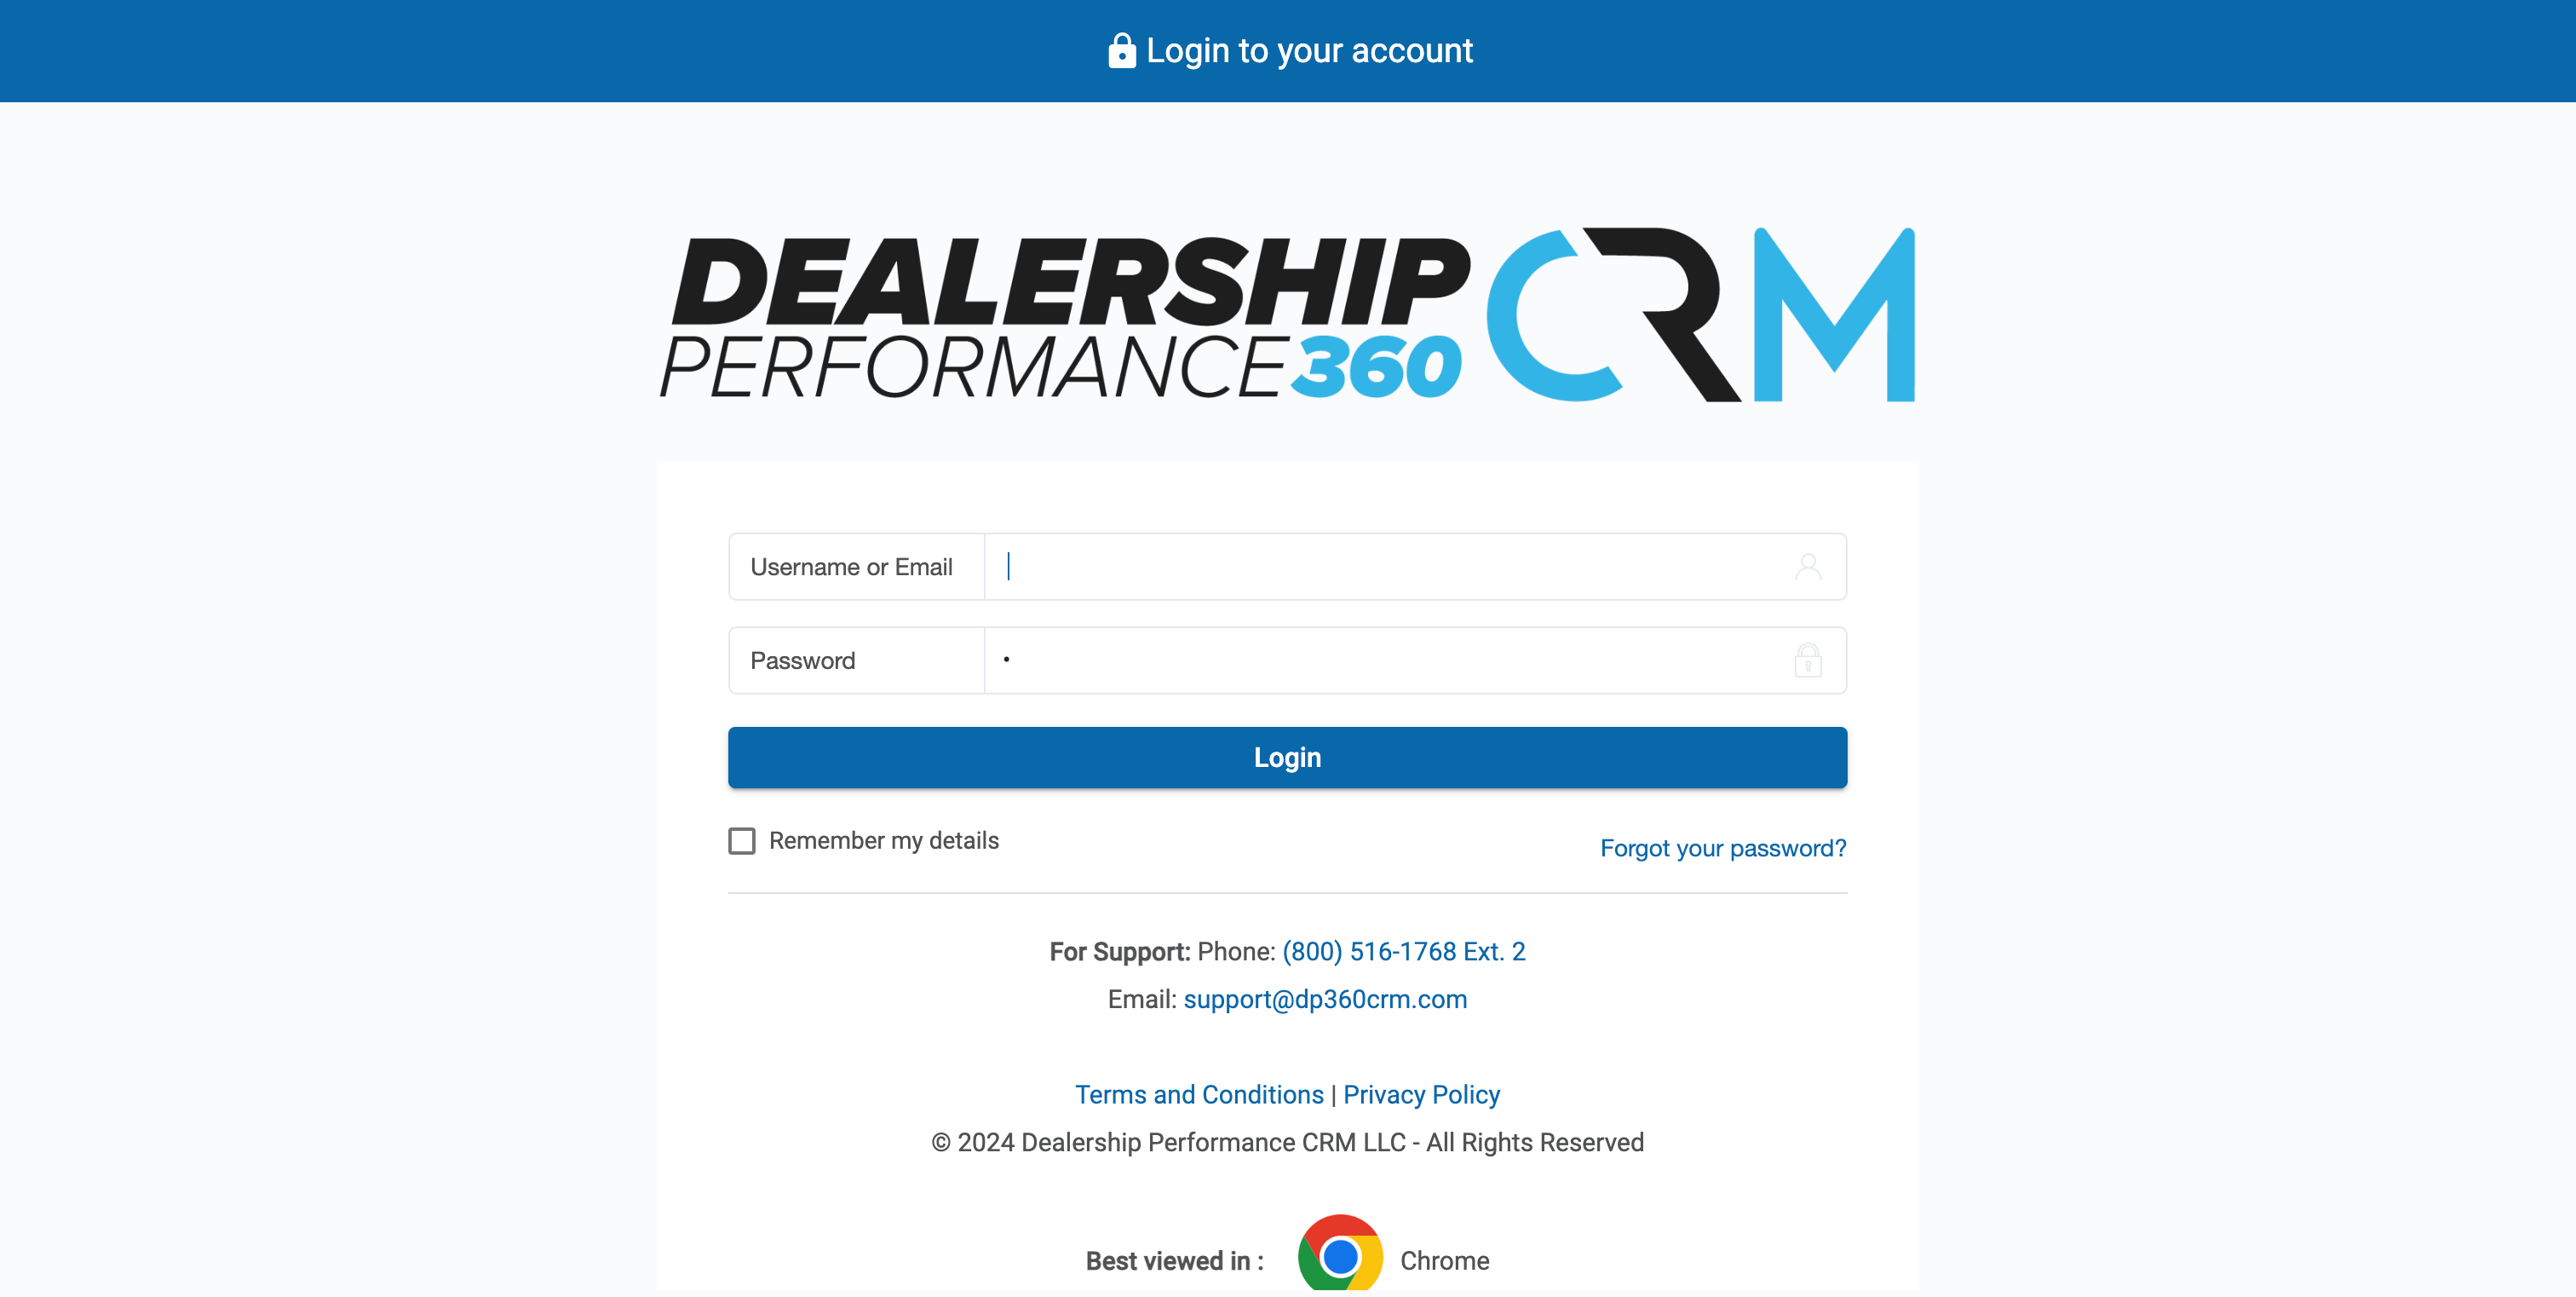 Login to your account
DEALERSHIP CRM
PERFORMANCE360
Username or Email
Password •
Login
Remember my details
Forgot your password?
For Support: Phone: (800) 516-1768 Ext. 2
Email: support@dp360crm.com
Terms and Conditions | Privacy Policy
© 2024 Dealership Performance CRM LLC - All Rights Reserved
Best viewed in : Chrome